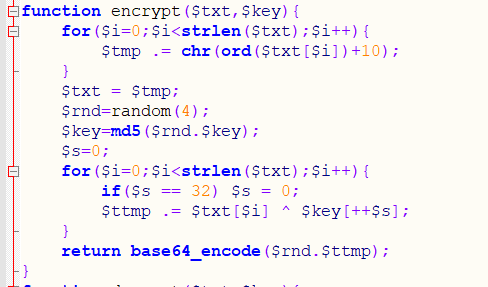 function encrypt($txt,$key){
    for($i=0;$i<strlen($txt);$i++){
        $tmp .= chr(ord($txt[$i])+10);
    }
    $txt = $tmp;
    $rnd=random(4);
    $key=md5($rnd.$key);
    $s=0;
    for($i=0;$i<strlen($txt);$i++){
        if($s == 32) $s = 0;
        $ttmp .= $txt[$i] ^ $key[++$s];
    }
    return base64_encode($rnd.$ttmp);
}